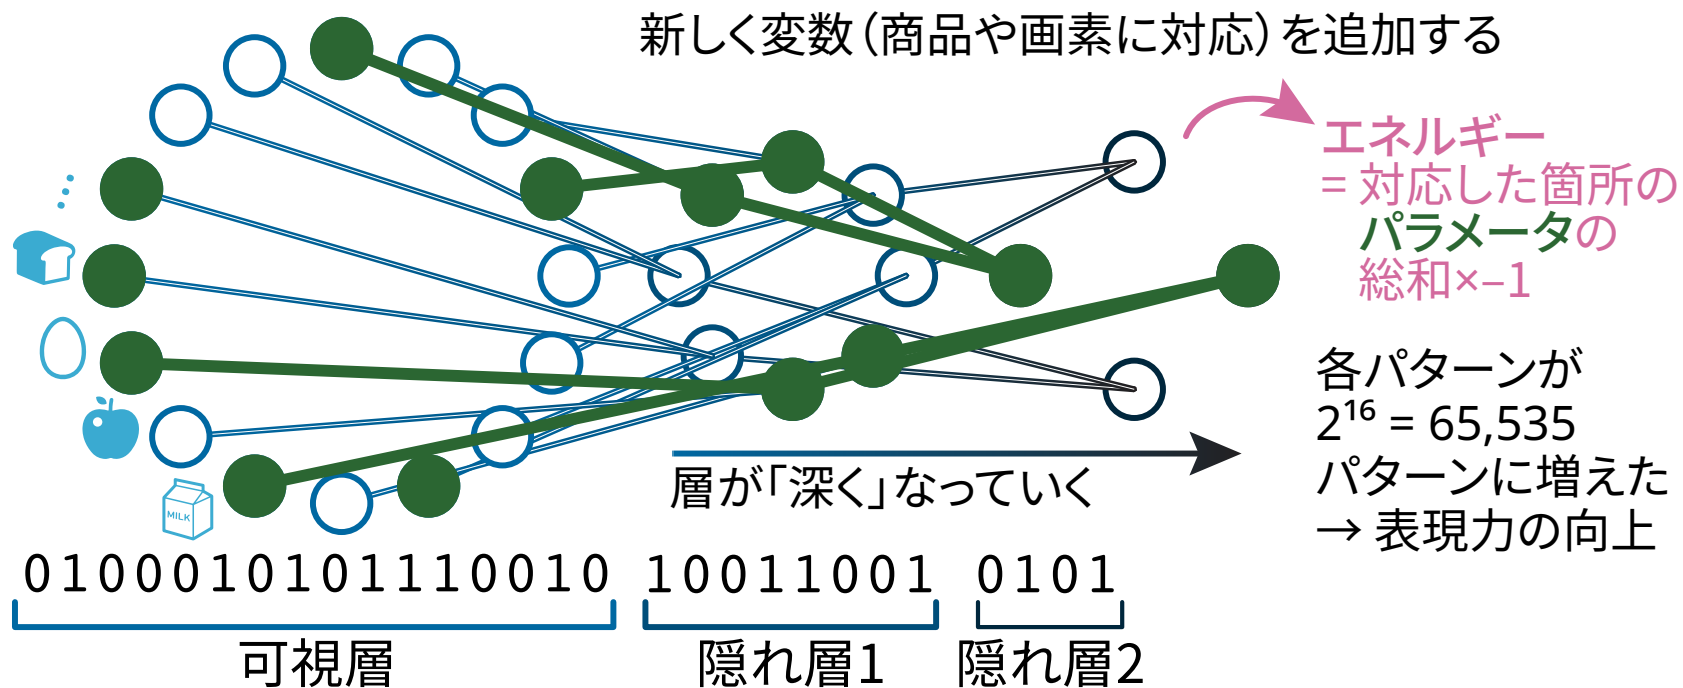 新しく変数（商品や画素に対応）を追加する
エネルギー
= 対応した箇所の
パラメータの
総和×−1
各パターンが
2¹⁶ = 65,535
パターンに増えた
→ 表現力の向上
層が「深く」なっていく
MILK
0100010101110010 10011001 0101
可視層 隠れ層1 隠れ層2